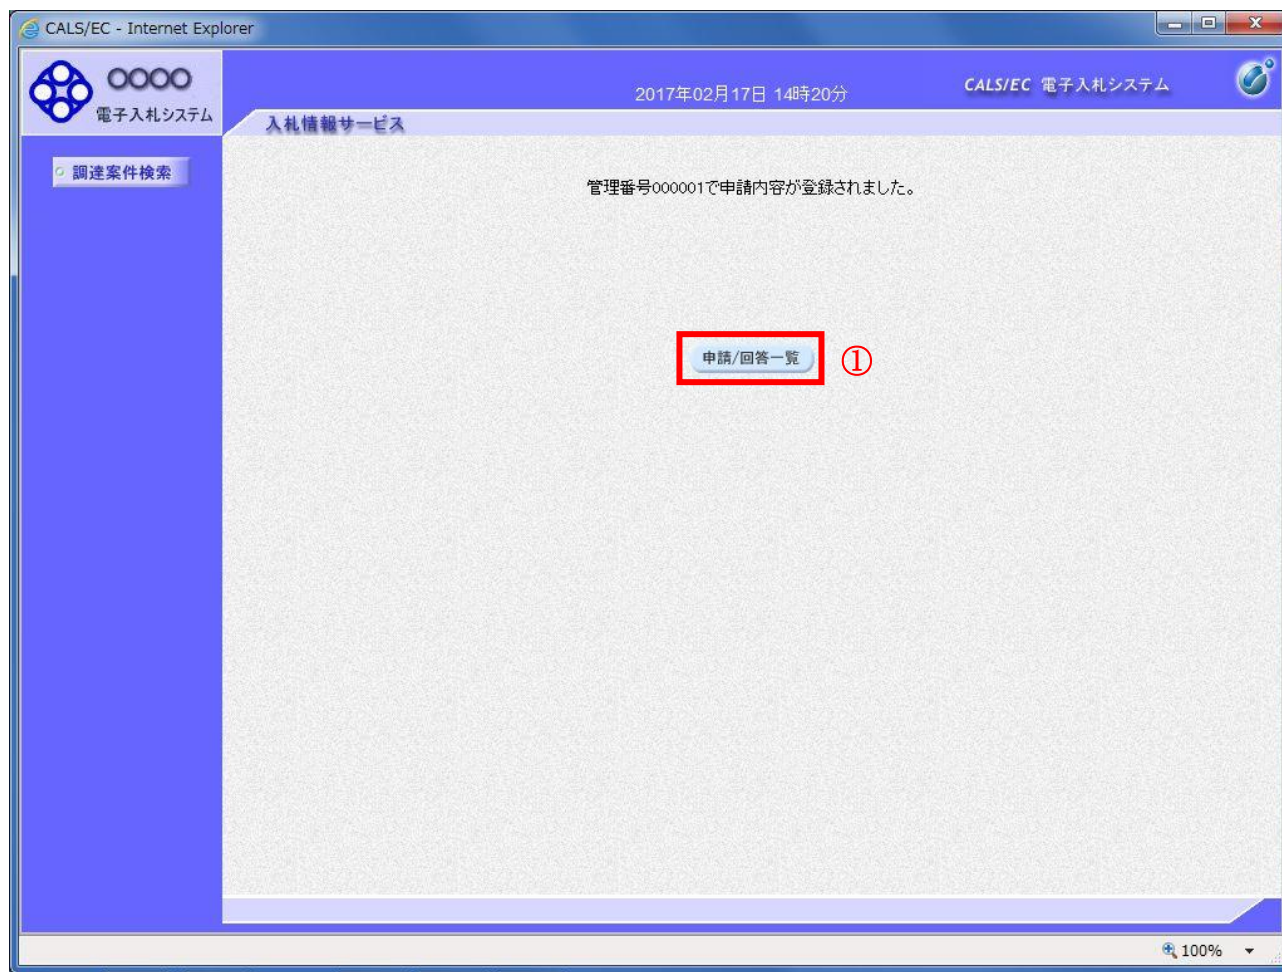 CALS/EC - Internet Explorer
○○○○
電子入札システム
2017年02月17日 14時20分
CALS/EC 電子入札システム
入札情報サービス
調達案件検索
管理番号000001で申請内容が登録されました。
申請/回答一覧
①
100%